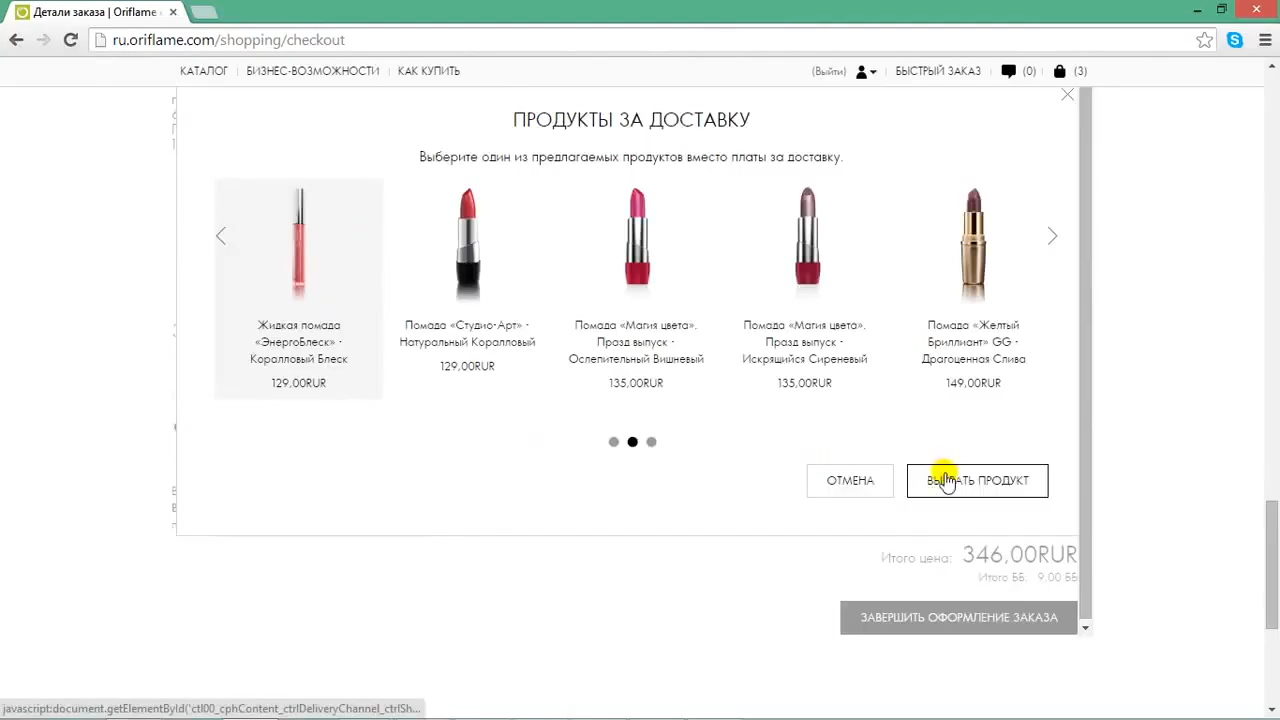 Детали заказа | Oriflame
ru.oriflame.com/shopping/checkout
КАТАЛОГ БИЗНЕС-ВОЗМОЖНОСТИ КАК КУПИТЬ (Выйти) БЫСТРЫЙ ЗАКАЗ (0) (3)
ПРОДУКТЫ ЗА ДОСТАВКУ
Выберите один из предлагаемых продуктов вместо платы за доставку.
Жидкая помада
«ЭнергоБлеск» -
Коралловый Блеск
129,00RUR
Помада «Студио-Арт» -
Натуральный Коралловый
129,00RUR
Помада «Магия цвета».
Празд выпуск -
Ослепительный Вишневый
135,00RUR
Помада «Магия цвета».
Празд выпуск -
Искрящийся Сиреневый
135,00RUR
Помада «Желтый
Бриллиант» GG -
Драгоценная Слива
149,00RUR
ОТМЕНА
ПРОДУКТ
Итого цена: 346,00RUR
Итого ББ: 9,00 ББ
ЗАВЕРШИТЬ ОФОРМЛЕНИЕ ЗАКАЗА
javascript:document.getElementById('ctl00_cphContent_ctrlDeliveryChannel_ctrlSh...